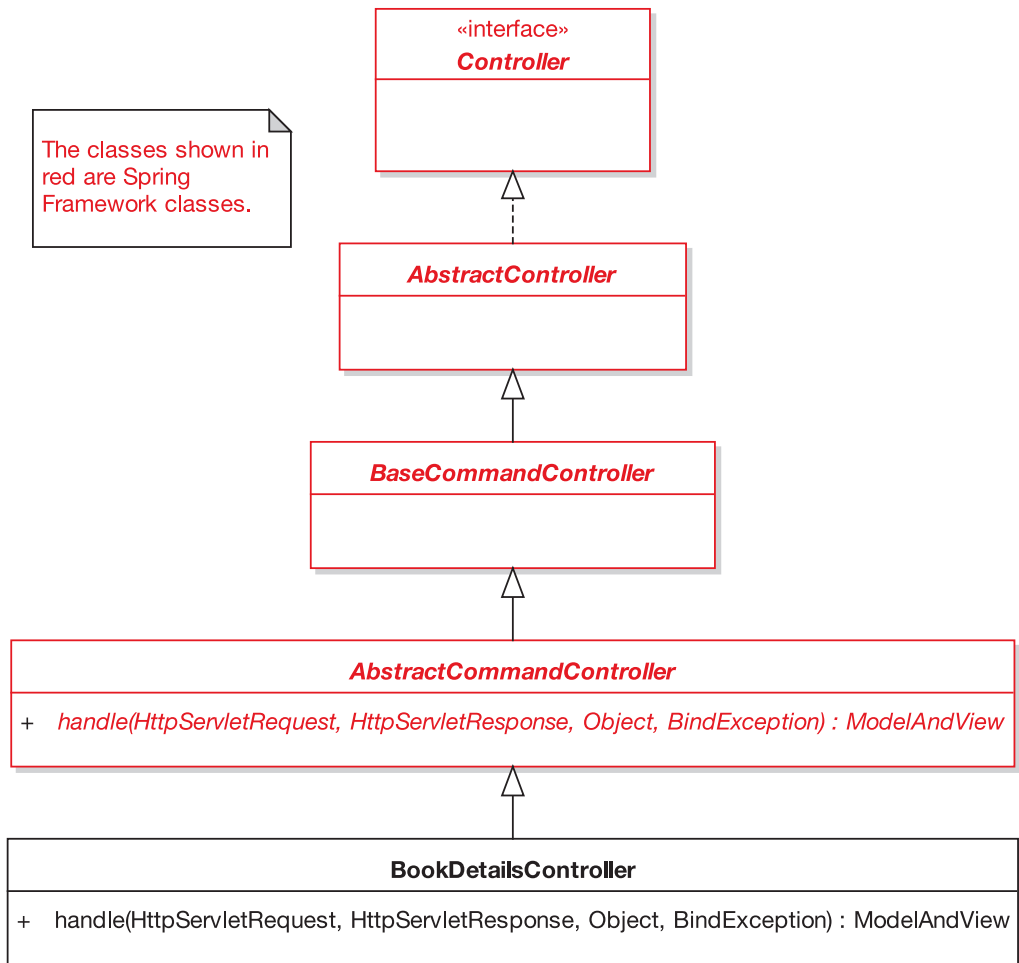 «interface»
Controller
The classes shown in
red are Spring
Framework classes.
AbstractController
BaseCommandController
AbstractCommandController
+ handle(HttpServletRequest, HttpServletResponse, Object, BindException) : ModelAndView
BookDetailsController
+ handle(HttpServletRequest, HttpServletResponse, Object, BindException) : ModelAndView